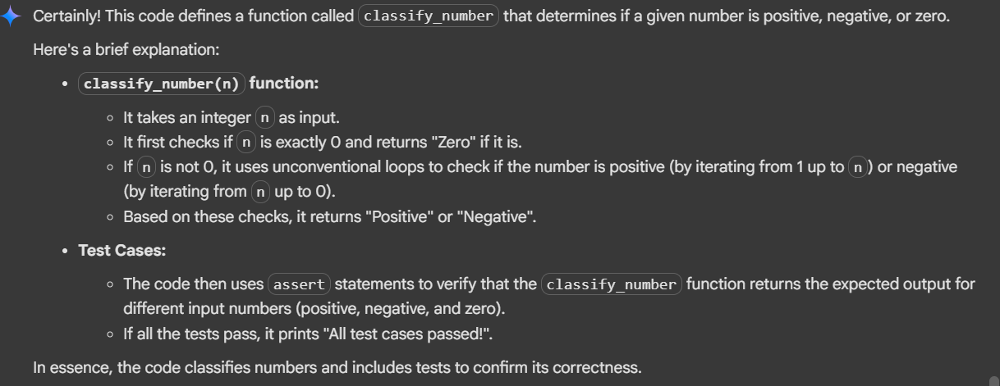 Certainly! This code defines a function called classify_number that determines if a given number is positive, negative, or zero.
Here's a brief explanation:
• classify_number(n) function:
◦ It takes an integer n as input.
◦ It first checks if n is exactly 0 and returns "Zero" if it is.
◦ If n is not 0, it uses unconventional loops to check if the number is positive (by iterating from 1 up to n) or negative
(by iterating from n up to 0).
◦ Based on these checks, it returns "Positive" or "Negative".
• Test Cases:
◦ The code then uses assert statements to verify that the classify_number function returns the expected output for
different input numbers (positive, negative, and zero).
◦ If all the tests pass, it prints "All test cases passed!".
In essence, the code classifies numbers and includes tests to confirm its correctness.